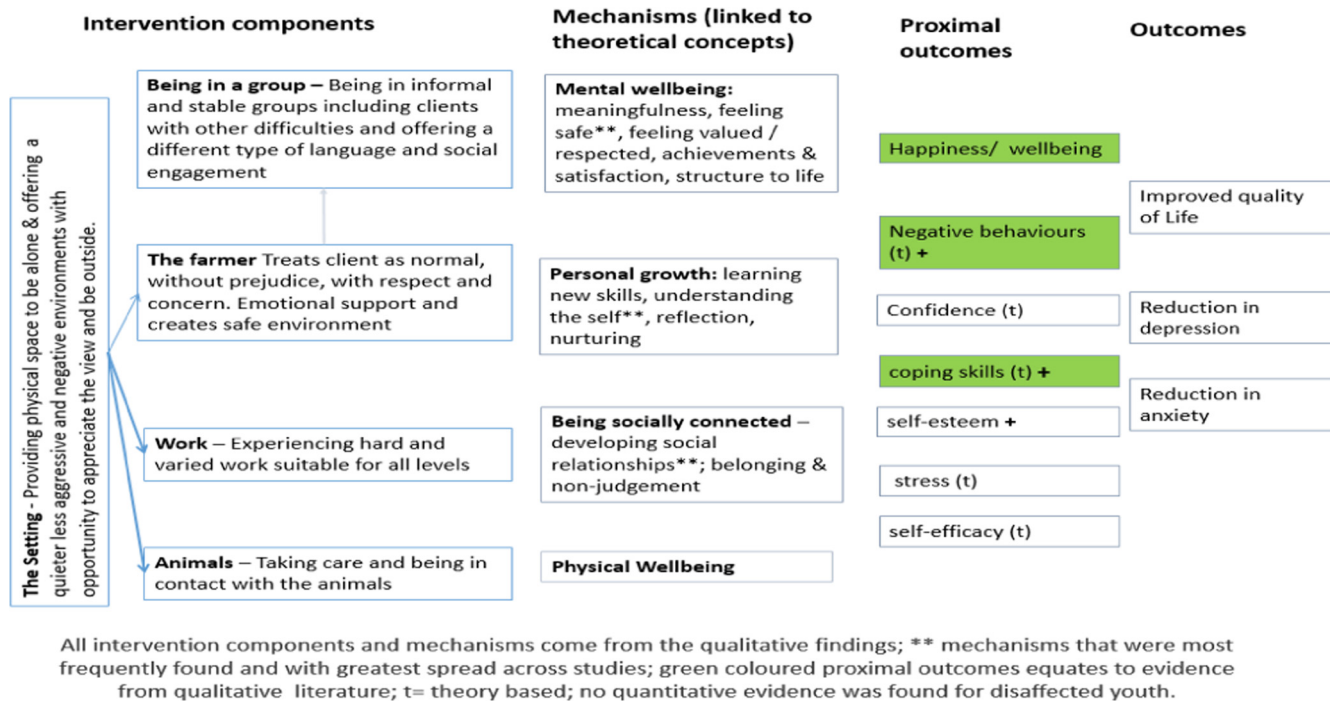 Intervention components
Mechanisms (linked to
theoretical concepts)
Proximal
outcomes
Outcomes
The Setting - Providing physical space to be alone & offering a
quieter less aggressive and negative environments with
opportunity to appreciate the view and be outside.
Being in a group – Being in informal
and stable groups including clients
with other difficulties and offering a
different type of language and social
engagement
The farmer Treats client as normal,
without prejudice, with respect and
concern. Emotional support and
creates safe environment
Work – Experiencing hard and
varied work suitable for all levels
Animals – Taking care and being in
contact with the animals
Mental wellbeing:
meaningfulness, feeling
safe**, feeling valued /
respected, achievements &
satisfaction, structure to life
Personal growth: learning
new skills, understanding
the self**, reflection,
nurturing
Being socially connected –
developing social
relationships**; belonging &
non-judgement
Physical Wellbeing
Happiness/ wellbeing
Negative behaviours
(t) +
Confidence (t)
coping skills (t) +
self-esteem +
stress (t)
self-efficacy (t)
Improved quality
of Life
Reduction in
depression
Reduction in
anxiety
All intervention components and mechanisms come from the qualitative findings; ** mechanisms that were most
frequently found and with greatest spread across studies; green coloured proximal outcomes equates to evidence
from qualitative literature; t= theory based; no quantitative evidence was found for disaffected youth.